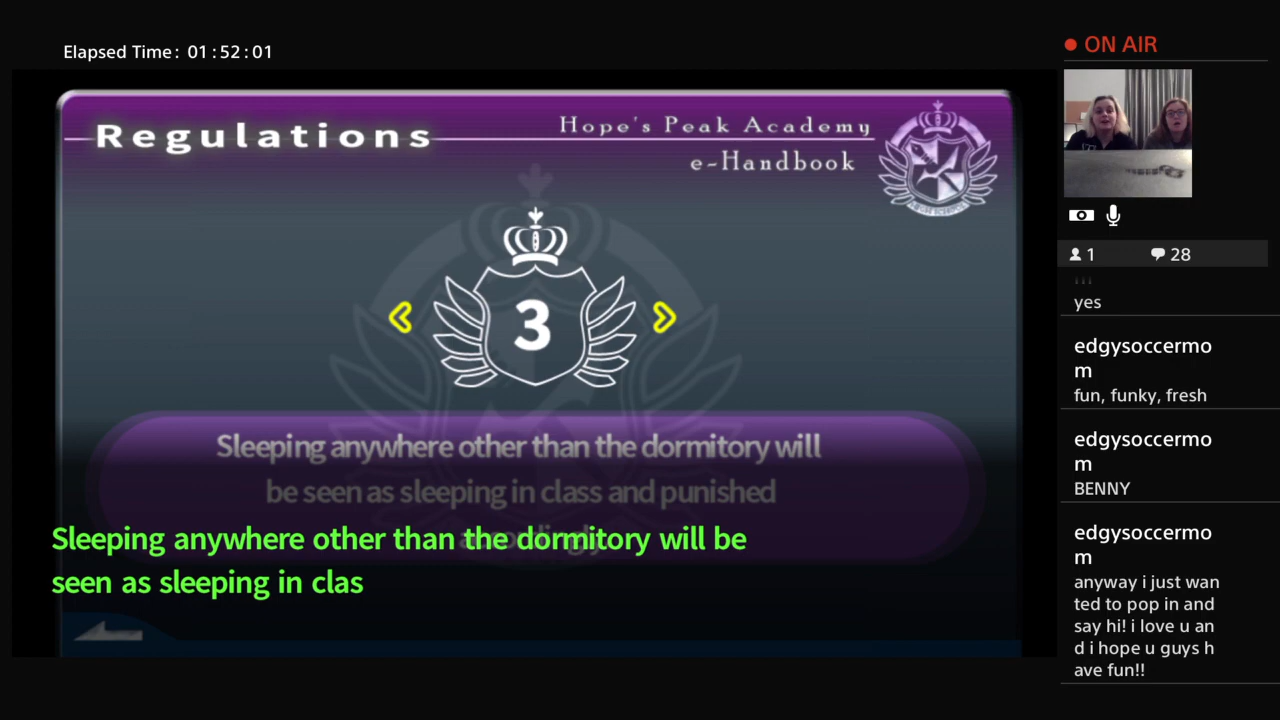 Elapsed Time: 01:52:01
ON AIR
Regulations
Hope's Peak Academy
e-Handbook
3
Sleeping anywhere other than the dormitory will
be seen as sleeping in class and punished
Sleeping anywhere other than the dormitory will be
seen as sleeping in clas
1 28
yes
edgysoccermo
m
fun, funky, fresh
edgysoccermo
m
BENNY
edgysoccermo
m
anyway i just wan
ted to pop in and
say hi! i love u an
d i hope u guys h
ave fun!!